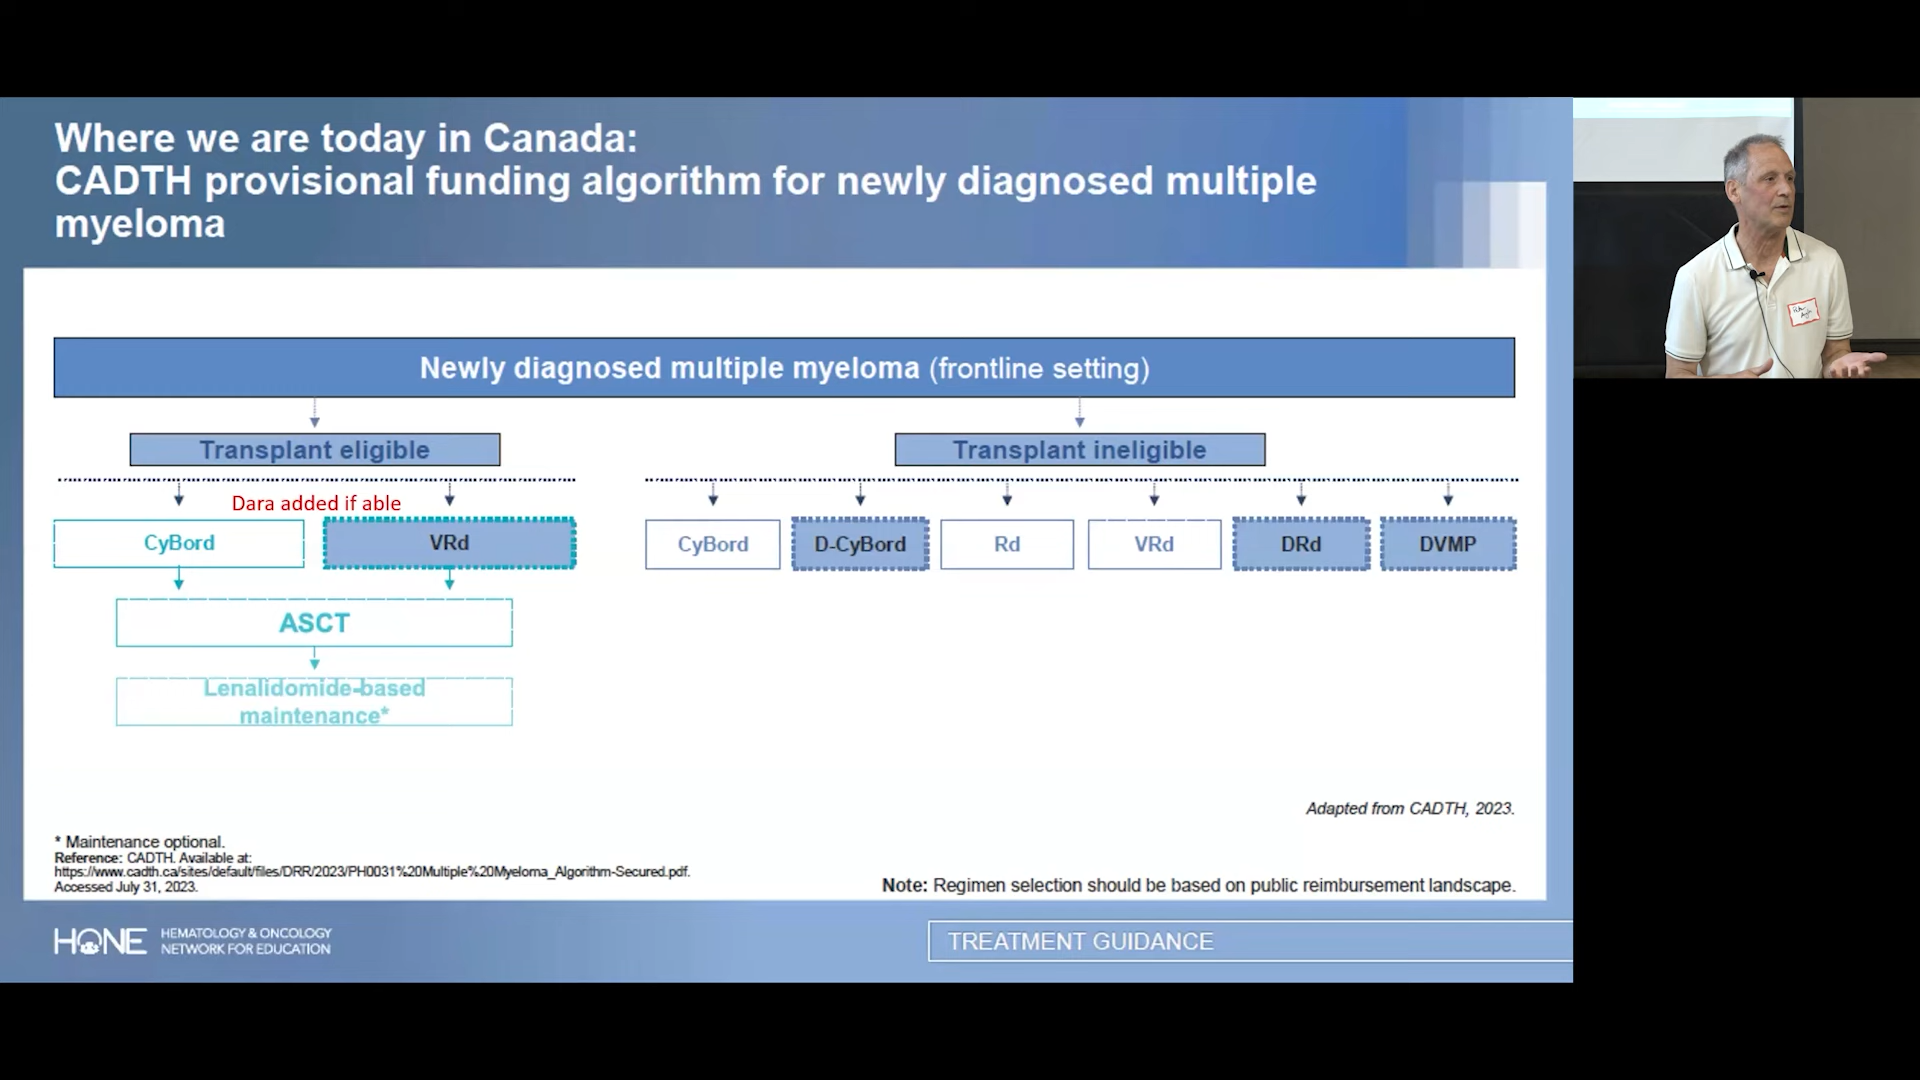 Where we are today in Canada:
CADTH provisional funding algorithm for newly diagnosed multiple
myeloma
Newly diagnosed multiple myeloma (frontline setting)
Transplant eligible
Transplant ineligible
Dara added if able
CyBord
VRd
CyBord
D-CyBord
Rd
VRd
DRd
DVMP
ASCT
Lenalidomide-based
maintenance*
Adapted from CADTH, 2023.
* Maintenance optional.
Reference: CADTH. Available at:
https://www.cadth.ca/sites/default/files/DRR/2023/PH0031%20Multiple%20Myeloma_Algorithm-Secured.pdf.
Accessed July 31, 2023.
Note: Regimen selection should be based on public reimbursement landscape.
HONE
HEMATOLOGY & ONCOLOGY
NETWORK FOR EDUCATION
TREATMENT GUIDANCE